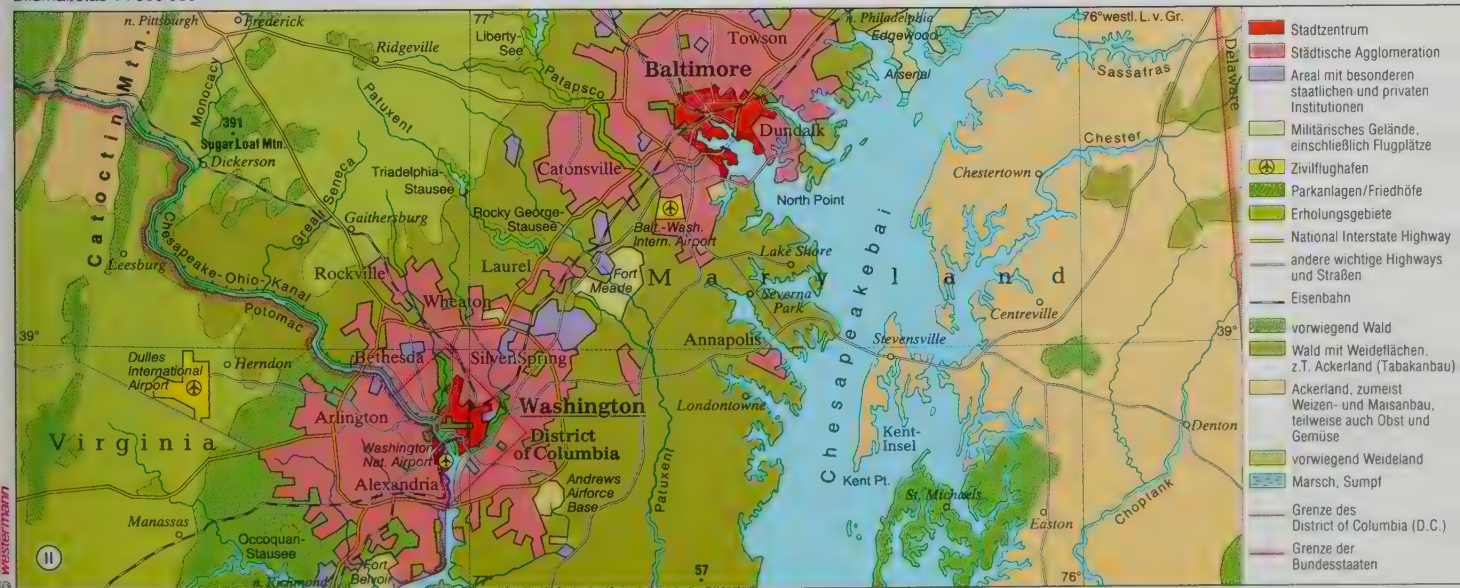 n. Pittsburgh
Frederick
77°
Liberty-
See
Ridgeville
Towson
n. Philadelphia
Edgewood
Arsenal
76° westl. L. v. Gr.
Sassafras
Delaware
Baltimore
Patapsco
Catoctin Mtn.
Monocacy
391
Sugar Loaf Mtn.
Dickerson
Patuxent
Dundalk
Chester
Triadelphia-
Stausee
Catonsville
Chestertown
Great Seneca
Gaithersburg
Rocky George-
Stausee
North Point
Balt.-Wash.
Intern. Airport
Leesburg
Chesapeake-Ohio-Kanal
Rockville
Laurel
Lake Shore
Fort
Meade
Maryland
Severna
Park
Wheaton
Potomac
Centreville
39°
Dulles
International
Airport
Herndon
Bethesda
Silver Spring
Annapolis
Stevensville
39°
Chesapeakebai
Arlington
Washington
Londontowne
Kent-
Insel
Denton
Virginia
Washington
Nat. Airport
District
of Columbia
Alexandria
Andrews
Airforce
Base
Patuxent
Kent Pt.
St. Michaels
Choptank
Manassas
Easton
Occoquan-
Stausee
Fort
Belvoir
n. Richmond
77°
57
76°
II
© westermann
Stadtzentrum
Städtische Agglomeration
Areal mit besonderen
staatlichen und privaten
Institutionen
Militärisches Gelände,
einschließlich Flugplätze
Zivilflughafen
Parkanlagen/Friedhöfe
Erholungsgebiete
National Interstate Highway
andere wichtige Highways
und Straßen
Eisenbahn
vorwiegend Wald
Wald mit Weideflächen,
z.T. Ackerland (Tabakanbau)
Ackerland, zumeist
Weizen- und Maisanbau,
teilweise auch Obst und
Gemüse
vorwiegend Weideland
Marsch, Sumpf
Grenze des
District of Columbia (D.C.)
Grenze der
Bundesstaaten